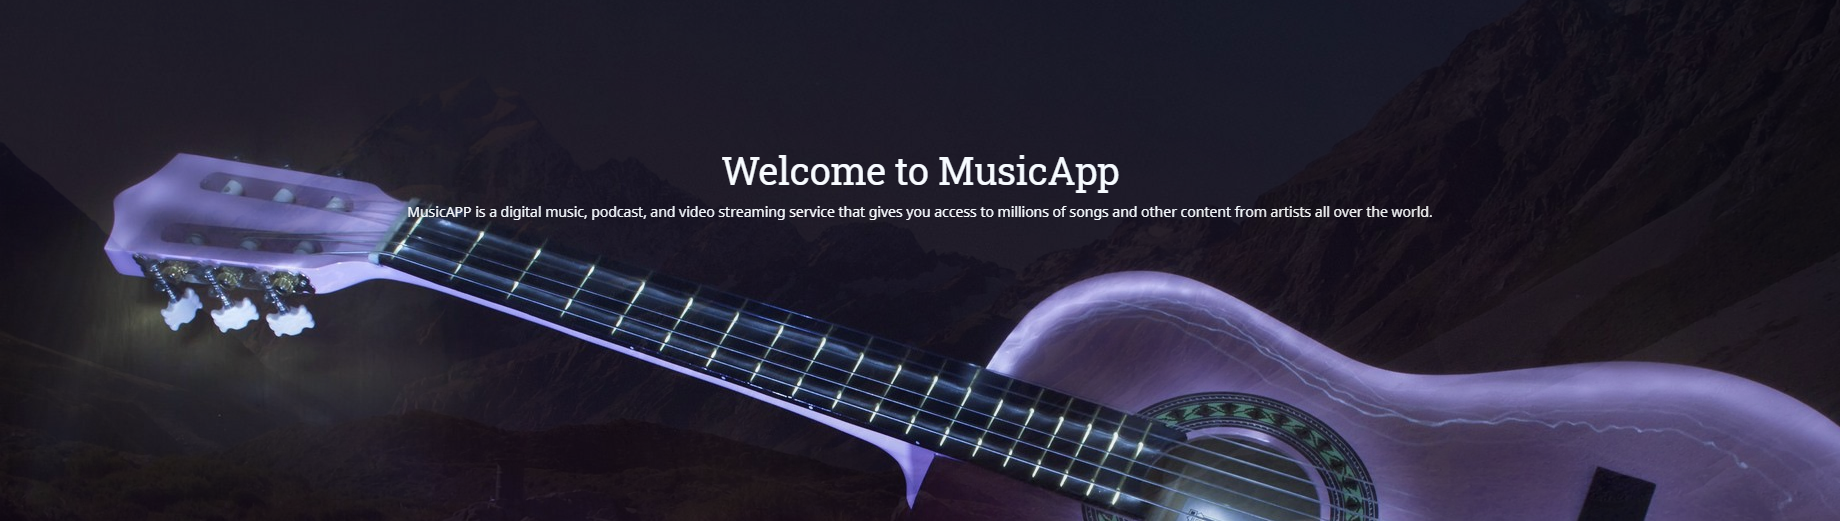 Welcome to MusicApp
MusicAPP is a digital music, podcast, and video streaming service that gives you access to millions of songs and other content from artists all over the world.